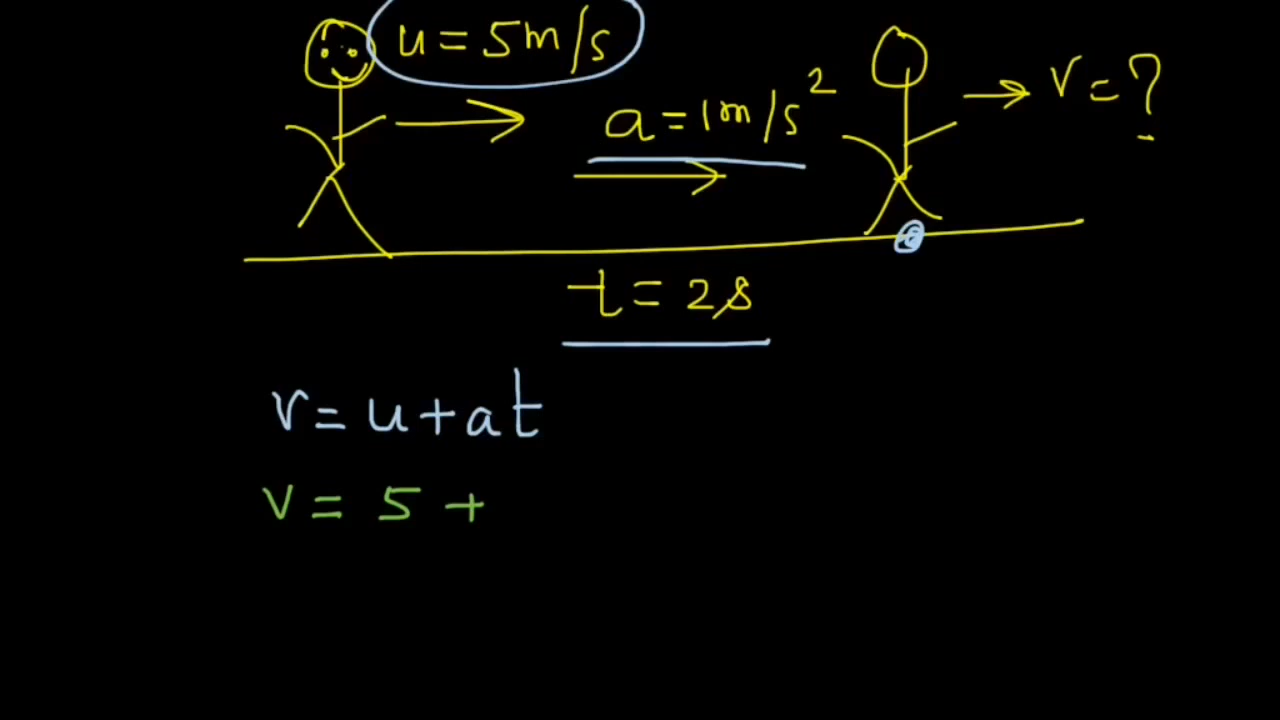 u = 5m/s
a = 1m/s²
v = ?
t = 2s
v = u + at
v = 5 +